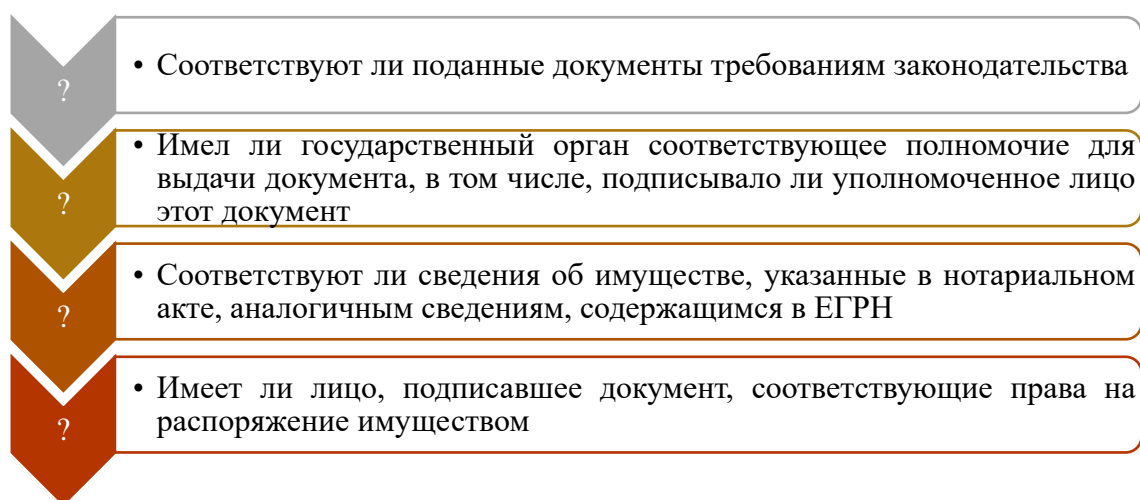 ?
• Соответствуют ли поданные документы требованиям законодательства
?
• Имел ли государственный орган соответствующее полномочие для
выдачи документа, в том числе, подписывало ли уполномоченное лицо
этот документ
?
• Соответствуют ли сведения об имуществе, указанные в нотариальном
акте, аналогичным сведениям, содержащимся в ЕГРН
?
• Имеет ли лицо, подписавшее документ, соответствующие права на
распоряжение имуществом